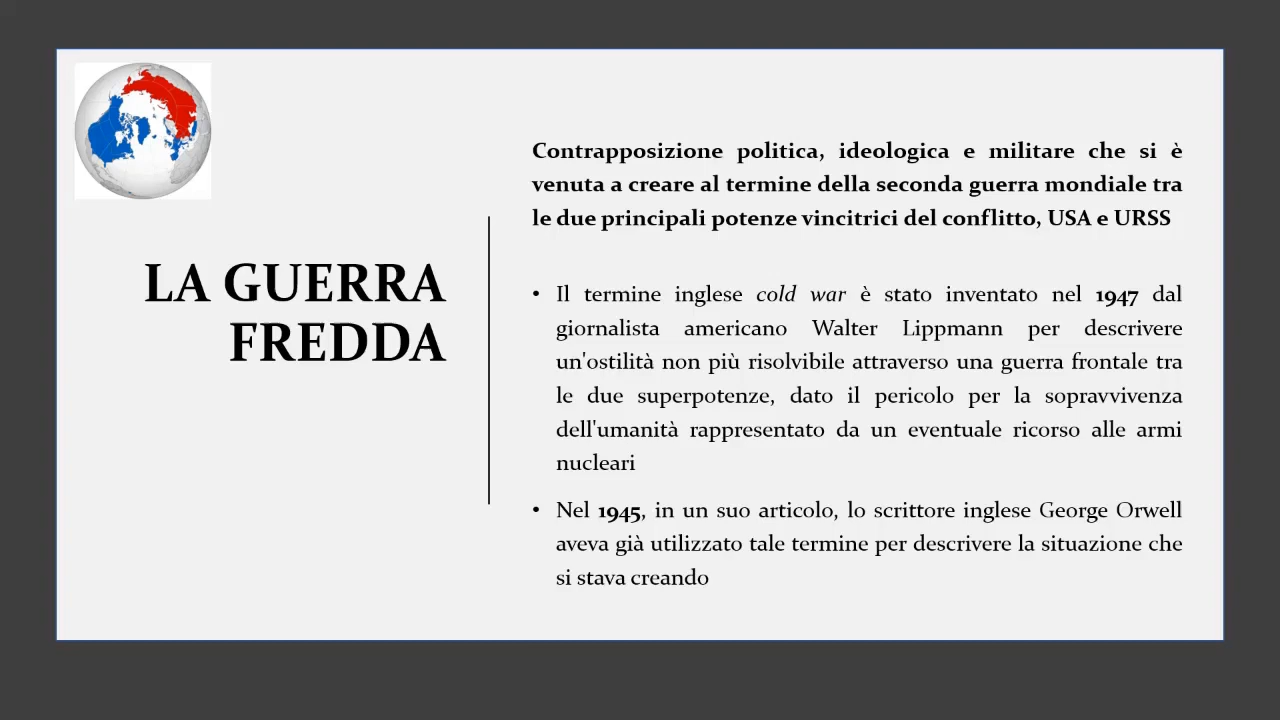 LA GUERRA
FREDDA
Contrapposizione politica, ideologica e militare che si è
venuta a creare al termine della seconda guerra mondiale tra
le due principali potenze vincitrici del conflitto, USA e URSS
• Il termine inglese cold war è stato inventato nel 1947 dal
giornalista americano Walter Lippmann per descrivere
un'ostilità non più risolvibile attraverso una guerra frontale tra
le due superpotenze, dato il pericolo per la sopravvivenza
dell'umanità rappresentato da un eventuale ricorso alle armi
nucleari
• Nel 1945, in un suo articolo, lo scrittore inglese George Orwell
aveva già utilizzato tale termine per descrivere la situazione che
si stava creando